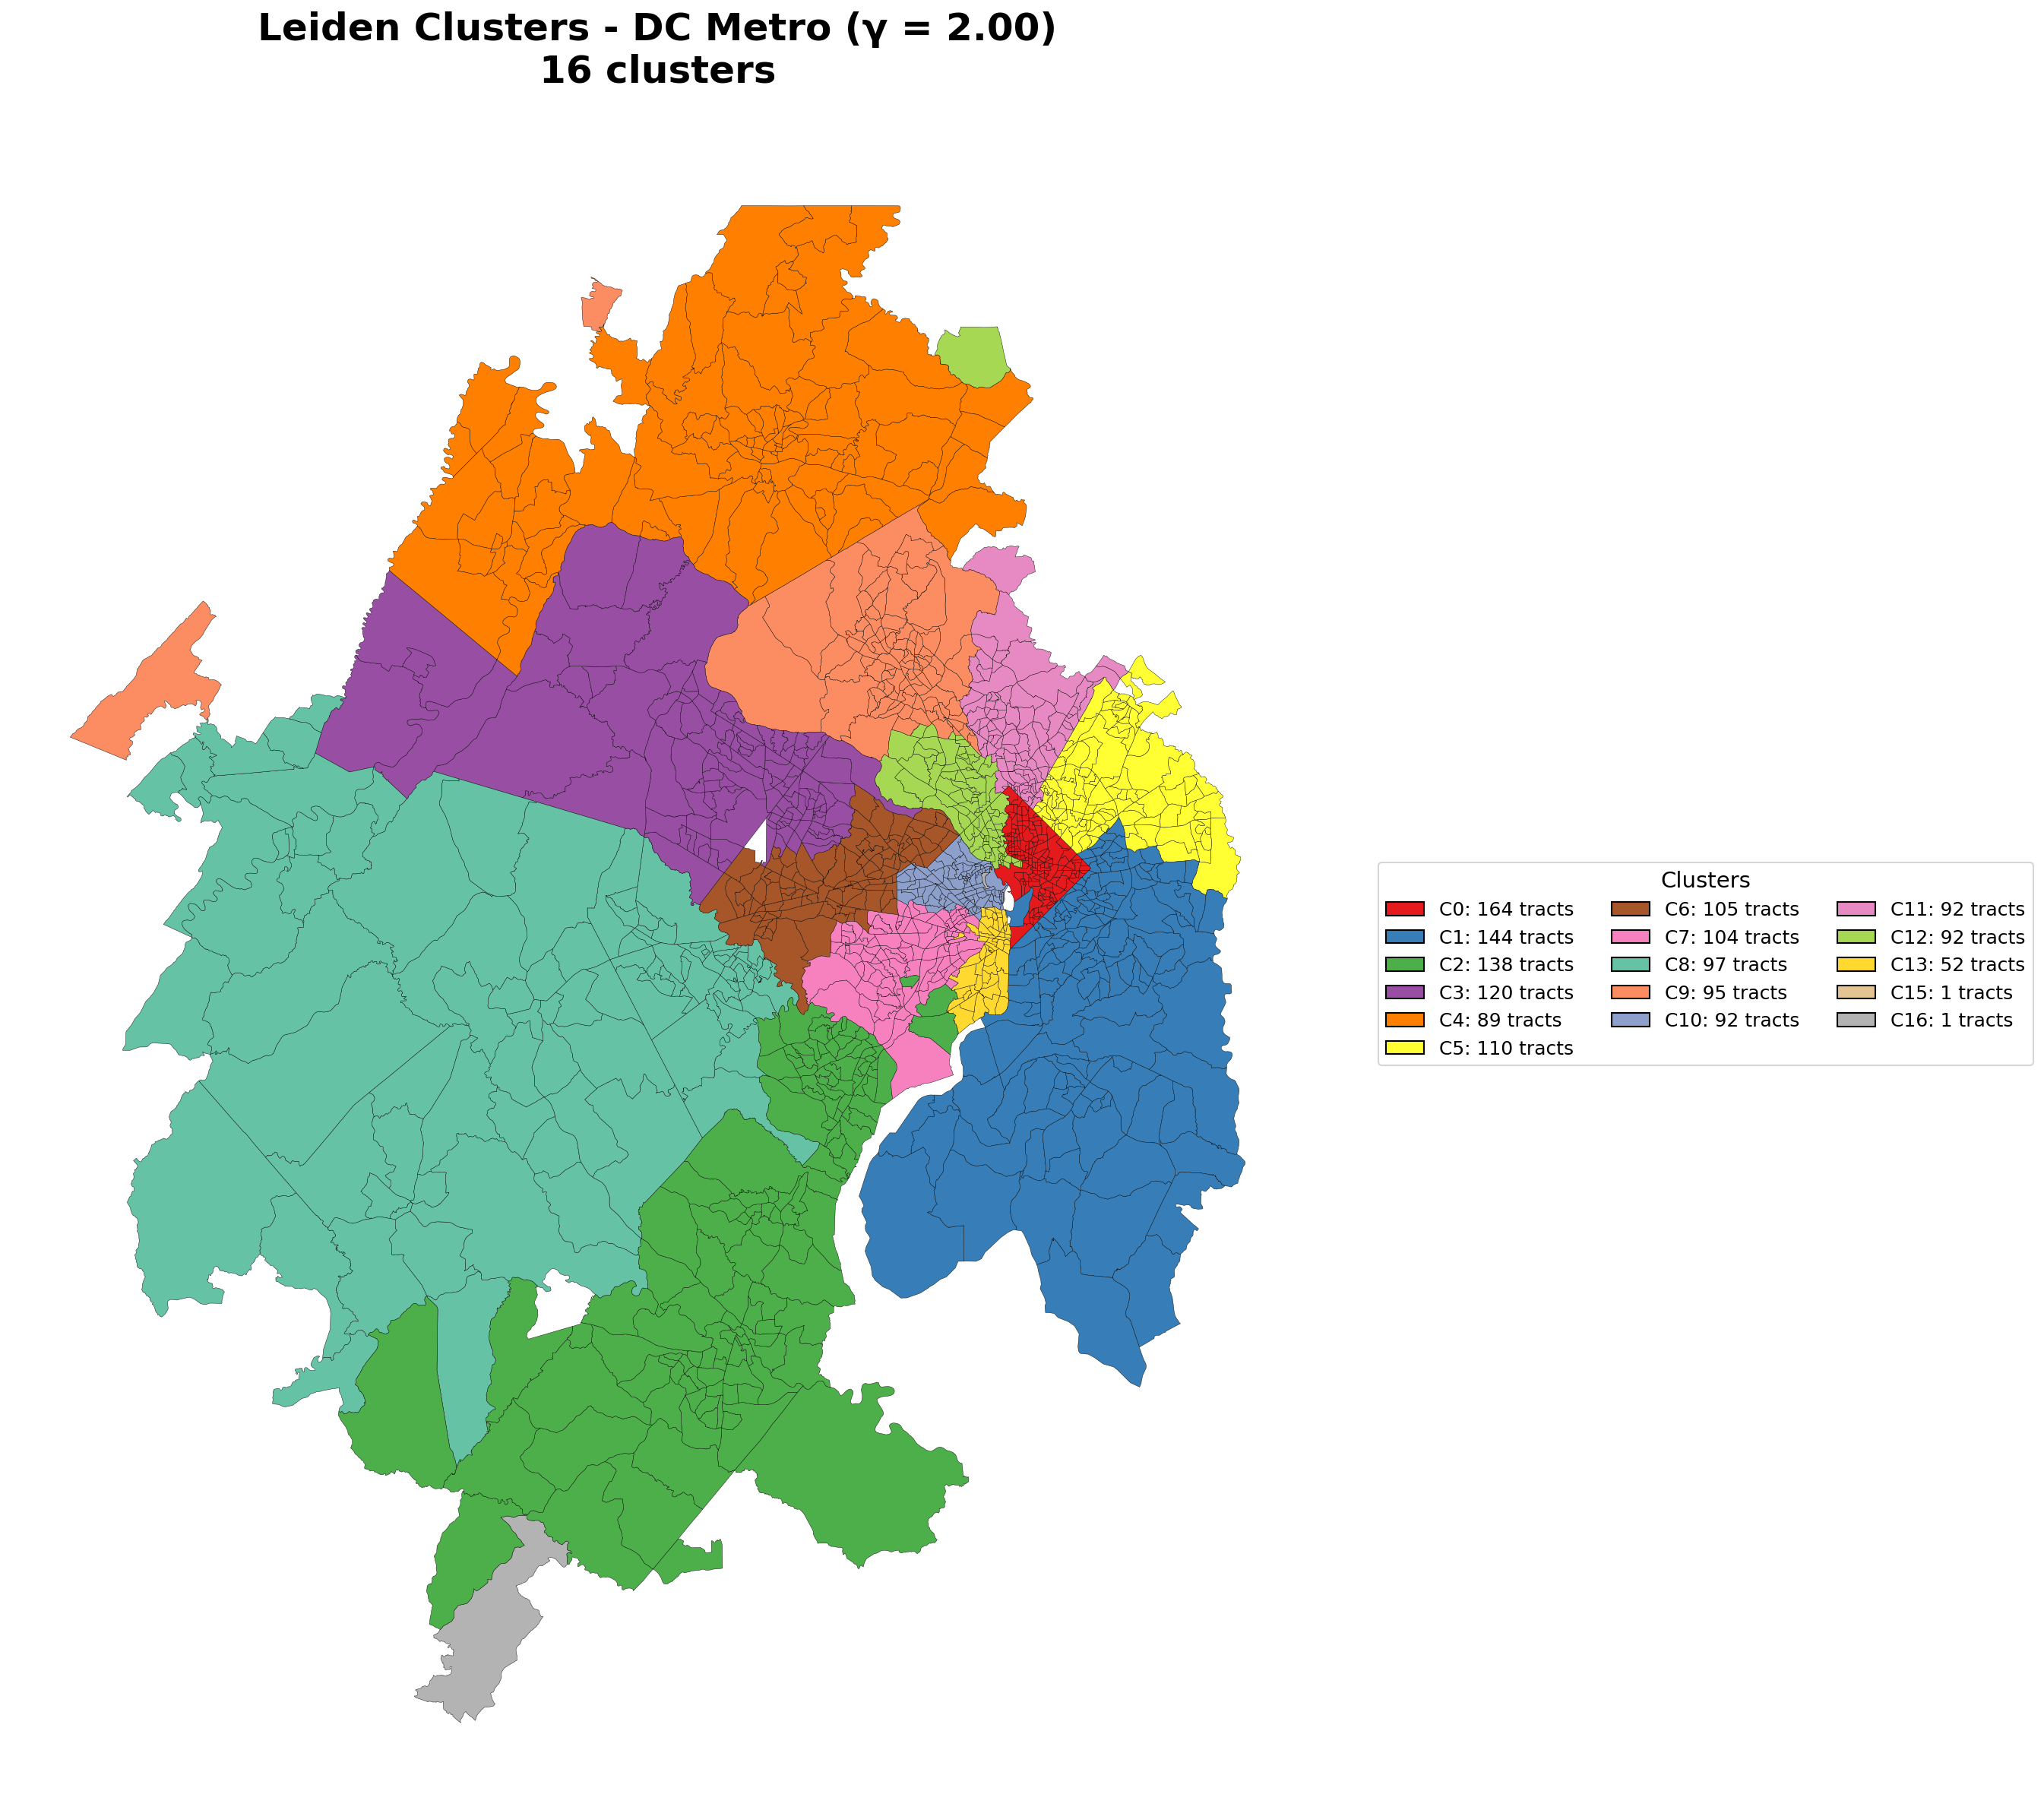 Leiden Clusters - DC Metro (γ = 2.00)
16 clusters
Clusters
C0: 164 tracts
C1: 144 tracts
C2: 138 tracts
C3: 120 tracts
C4: 89 tracts
C5: 110 tracts
C6: 105 tracts
C7: 104 tracts
C8: 97 tracts
C9: 95 tracts
C10: 92 tracts
C11: 92 tracts
C12: 92 tracts
C13: 52 tracts
C15: 1 tracts
C16: 1 tracts